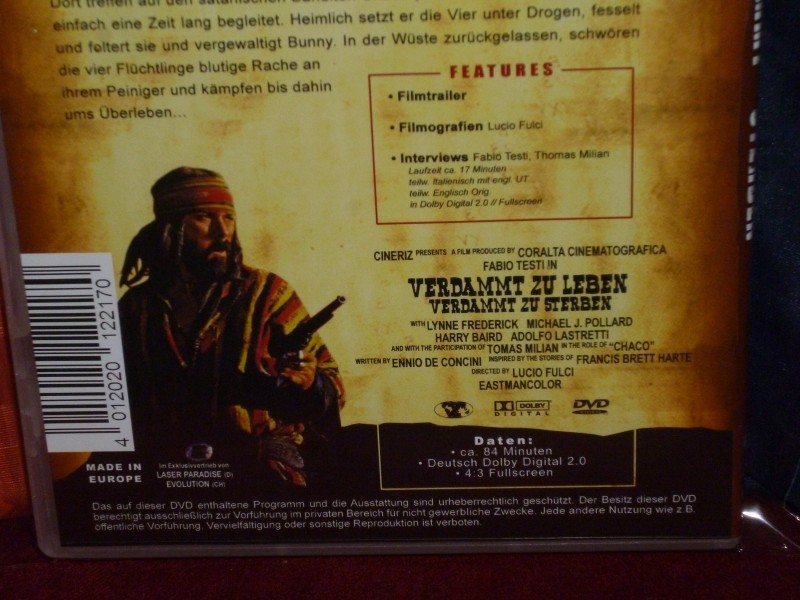 Dort treffen auf den satanischen Banditen
einfach eine Zeit lang begleitet. Heimlich setzt er die Vier unter Drogen, fesselt
und foltert sie und vergewaltigt Bunny. In der Wüste zurückgelassen, schwören
die vier Flüchtlinge blutige Rache an
ihrem Peiniger und kämpfen bis dahin
ums Überleben...
FEATURES
• Filmtrailer
• Filmografien Lucio Fulci
• Interviews Fabio Testi, Thomas Milian
Laufzeit ca. 17 Minuten
teilw. Italienisch mit engl. UT
teilw. Englisch Orig.
in Dolby Digital 2.0 // Fullscreen
CINERIZ PRESENTS A FILM PRODUCED BY CORALTA CINEMATOGRAFICA
FABIO TESTI IN
VERDAMMT ZU LEBEN
VERDAMMT ZU STERBEN
WITH LYNNE FREDERICK MICHAEL J. POLLARD
HARRY BAIRD ADOLFO LASTRETTI
AND WITH THE PARTICIPATION OF TOMAS MILIAN IN THE ROLE OF "CHACO"
WRITTEN BY ENNIO DE CONCINI INSPIRED BY THE STORIES OF FRANCIS BRETT HARTE
DIRECTED BY LUCIO FULCI
EASTMANCOLOR
DOLBY DIGITAL
DVD
4 012020 122170
MADE IN
EUROPE
Im Exklusivvertrieb von
LASER PARADISE (D)
EVOLUTION (CH)
Daten:
• ca. 84 Minuten
• Deutsch Dolby Digital 2.0
• 4:3 Fullscreen
Das auf dieser DVD enthaltene Programm und die Ausstattung sind urheberrechtlich geschützt. Der Besitz dieser DVD
berechtigt ausschließlich zur Vorführung im privaten Bereich für nicht gewerbliche Zwecke. Jede andere Nutzung wie z.B.
öffentliche Vorführung. Vervielfältigung oder sonstige Reproduktion ist verboten.